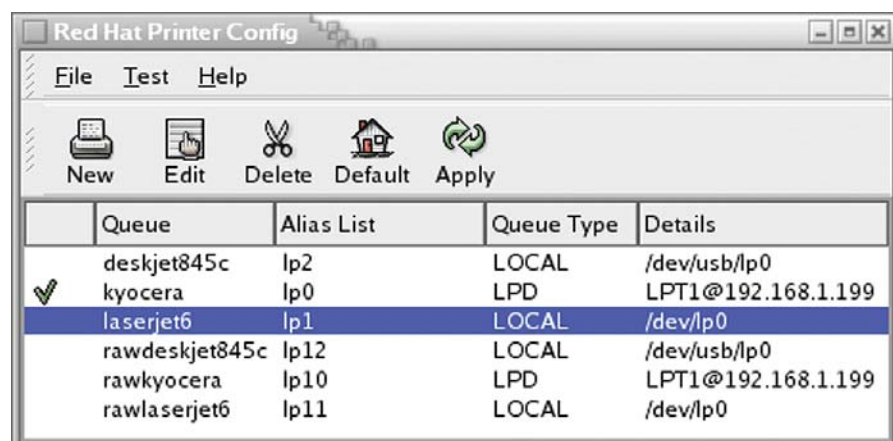 Red Hat Printer Config
File Test Help
New Edit Delete Default Apply
Queue Alias List Queue Type Details
deskjet845c lp2 LOCAL /dev/usb/lp0
kyocera lp0 LPD LPT1@192.168.1.199
laserjet6 lp1 LOCAL /dev/lp0
rawdeskjet845c lp12 LOCAL /dev/usb/lp0
rawkyocera lp10 LPD LPT1@192.168.1.199
rawlaserjet6 lp11 LOCAL /dev/lp0